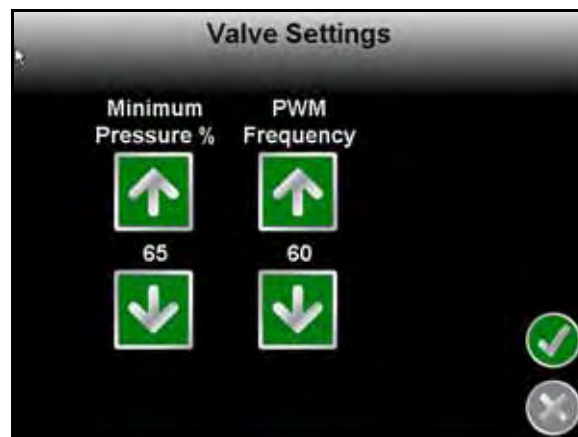 Valve Settings
Minimum
Pressure %
PWM
Frequency
65
60